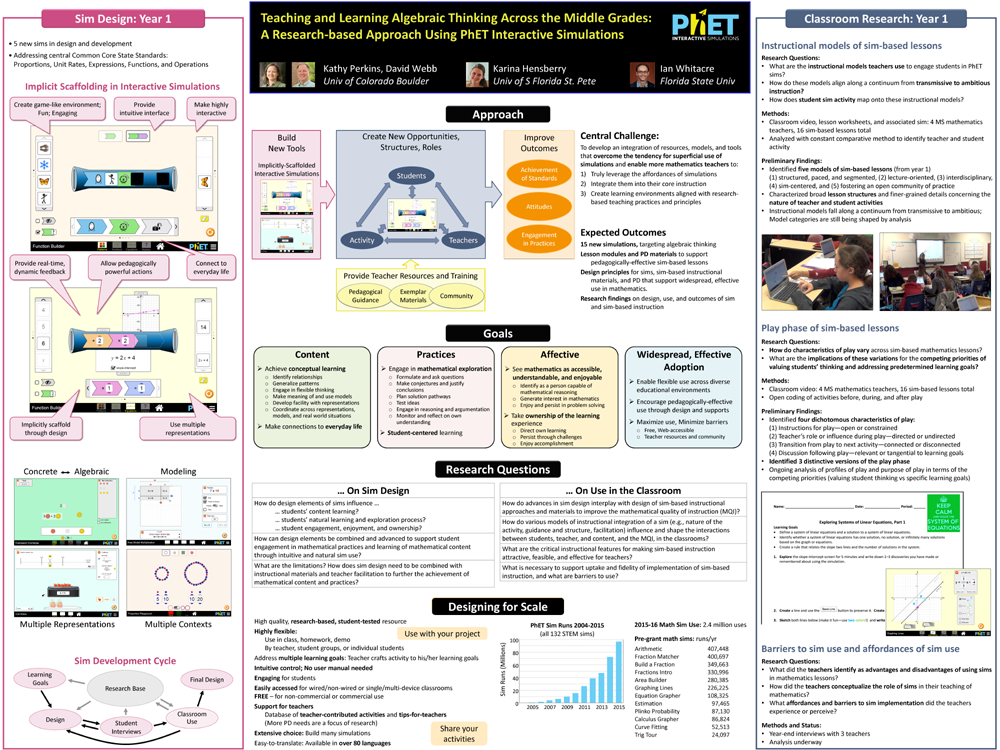 Sim Design: Year 1
• 5 new sims in design and development
• Addressing central Common Core State Standards:
Proportions, Unit Rates, Expressions, Functions, and Operations
Implicit Scaffolding in Interactive Simulations
Create game-like environment;
Fun; Engaging
Provide
intuitive interface
Make highly
interactive
Function Builder
PhET
Provide real-time,
dynamic feedback
Allow pedagogically
powerful actions
Connect to
everyday life
y = 2x + 4
Function Builder
PhET
Implicitly scaffold
through design
Use multiple
representations
Concrete ↔ Algebraic
Modeling
Multiple Representations
Multiple Contexts
Sim Development Cycle
Learning
Goals
Research Base
Final Design
Design
Student
Interviews
Classroom
Use
Teaching and Learning Algebraic Thinking Across the Middle Grades:
A Research-based Approach Using PhET Interactive Simulations
PhET
INTERACTIVE SIMULATIONS
Kathy Perkins, David Webb
Univ of Colorado Boulder
Karina Hensberry
Univ of S Florida St. Pete
Ian Whitacre
Florida State Univ
Approach
Build
New Tools
Implicitly-Scaffolded
Interactive Simulations
Create New Opportunities,
Structures, Roles
Students
Activity
Teachers
Improve
Outcomes
Achievement
of Standards
Attitudes
Engagement
in Practices
Provide Teacher Resources and Training
Pedagogical
Guidance
Exemplar
Materials
Community
Central Challenge:
To develop an integration of resources, models, and tools
that overcome the tendency for superficial use of
simulations and enable more mathematics teachers to:
1) Truly leverage the affordances of simulations
2) Integrate them into their core instruction
3) Create learning environments aligned with research-
based teaching practices and principles
Expected Outcomes
15 new simulations, targeting algebraic thinking
Lesson modules and PD materials to support
pedagogically-effective sim-based lessons
Design principles for sims, sim-based instructional
materials, and PD that support widespread, effective
use in mathematics.
Research findings on design, use, and outcomes of sim
and sim-based instruction
Goals
Content
➢ Achieve conceptual learning
o Identify relationships
o Generalize patterns
o Engage in flexible thinking
o Make meaning of and use models
o Develop facility with representations
o Coordinate across representations,
models, and real world situations
➢ Make connections to everyday life
Practices
➢ Engage in mathematical exploration
o Formulate and ask questions
o Make conjectures and justify
conclusions
o Plan solution pathways
o Test ideas
o Engage in reasoning and argumentation
o Monitor and reflect on own
understanding
➢ Student-centered learning
Affective
➢ See mathematics as accessible,
understandable, and enjoyable
o Identify as a person capable of
mathematical reasoning
o Generate interest in mathematics
o Enjoy and persist in problem solving
➢ Take ownership of the learning
experience
o Direct own learning
o Persist through challenges
o Enjoy accomplishment
Widespread, Effective
Adoption
➢ Enable flexible use across diverse
educational environments
➢ Encourage pedagogically-effective
use through design and supports
➢ Maximize use, Minimize barriers
o Free, Web-accessible
o Teacher resources and community
Research Questions
… On Sim Design
How do design elements of sims influence …
… students' content learning?
… students' natural learning and exploration process?
… student engagement, enjoyment, and ownership?
How can design elements be combined and advanced to support student
engagement in mathematical practices and learning of mathematical content
through intuitive and natural sim use?
What are the limitations? How does sim design need to be combined with
instructional materials and teacher facilitation to further the achievement of
mathematical content and practices?
… On Use in the Classroom
How do advances in sim design interplay with design of sim-based instructional
approaches and materials to improve the mathematical quality of instruction (MQI)?
How do various models of instructional integration of a sim (e.g., nature of the
activity, guidance and structure, facilitation) influence and shape the interactions
between students, teacher, and content, and the MQI, in the classrooms?
What are the critical instructional features for making sim-based instruction
attractive, feasible, and effective for teachers?
What is necessary to support uptake and fidelity of implementation of sim-based
instruction, and what are barriers to use?
Designing for Scale
High quality, research-based, student-tested resource
Highly flexible:
Use in class, homework, demo
By teacher, student groups, or individual students
Address multiple learning goals: Teacher crafts activity to his/her learning goals
Intuitive control; No user manual needed
Engaging for students
Easily accessed for wired/non-wired or single/multi-device classrooms
FREE – for non-commercial or commercial use
Support for teachers
Database of teacher-contributed activities and tips-for-teachers
(More PD needs are a focus of research)
Extensive choice: Build many simulations
Easy-to-translate: Available in over 80 languages
Use with your project
Share your
activities
PhET Sim Runs 2004-2015
(all 132 STEM sims)
Sim Runs (Millions)
100
80
60
40
20
0
2005 2007 2009 2011 2013 2015
2015-16 Math Sim Use: 2.4 million uses
Pre-grant math sims: runs/yr
Arithmetic 407,448
Fraction Matcher 400,697
Build a Fraction 349,663
Fractions Intro 330,996
Area Builder 280,385
Graphing Lines 226,225
Equation Grapher 108,325
Estimation 97,465
Plinko Probability 87,130
Calculus Grapher 86,824
Curve Fitting 52,513
Trig Tour 24,097
Classroom Research: Year 1
Instructional models of sim-based lessons
Research Questions:
• What are the instructional models teachers use to engage students in PhET
sims?
• How do these models align along a continuum from transmissive to ambitious
instruction?
• How does student sim activity map onto these instructional models?
Methods:
• Classroom video, lesson worksheets, and associated sim: 4 MS mathematics
teachers, 16 sim-based lessons total
• Analyzed with constant comparative method to identify teacher and student
activity
Preliminary Findings:
• Identified five models of sim-based lessons (from year 1)
(1) structured, paced, and segmented, (2) lecture-oriented, (3) interdisciplinary,
(4) sim-centered, and (5) fostering an open community of practice
• Characterized broad lesson structures and finer-grained details concerning the
nature of teacher and student activities
• Instructional models fall along a continuum from transmissive to ambitious;
Model categories are still being shaped by analysis
Play phase of sim-based lessons
Research Questions:
• How do characteristics of play vary across sim-based mathematics lessons?
• What are the implications of these variations for the competing priorities of
valuing students' thinking and addressing predetermined learning goals?
Methods:
• Classroom video: 4 MS mathematics teachers, 16 sim-based lessons total
• Open coding of activities before, during, and after play
Preliminary Findings:
• Identified four dichotomous characteristics of play:
(1) Instructions for play—open or constrained
(2) Teacher's role or influence during play—directed or undirected
(3) Transition from play to next activity—connected or disconnected
(4) Discussion following play—relevant or tangential to learning goals
• Identified 3 distinctive versions of the play phase
• Ongoing analysis of profiles of play and purpose of play in terms of the
competing priorities (valuing student thinking vs specific learning goals)
Name: Date: Period:
KEEP
CALM
SYSTEM OF
EQUATIONS
Exploring Systems of Linear Equations, Part 1
Learning Goals
Barriers to sim use and affordances of sim use
Research Questions:
• What did the teachers identify as advantages and disadvantages of using sims
in mathematics lessons?
• How did the teachers conceptualize the role of sims in their teaching of
mathematics?
• What affordances and barriers to sim implementation did the teachers
experience or perceive?
Methods and Status:
• Year-end interviews with 3 teachers
• Analysis underway